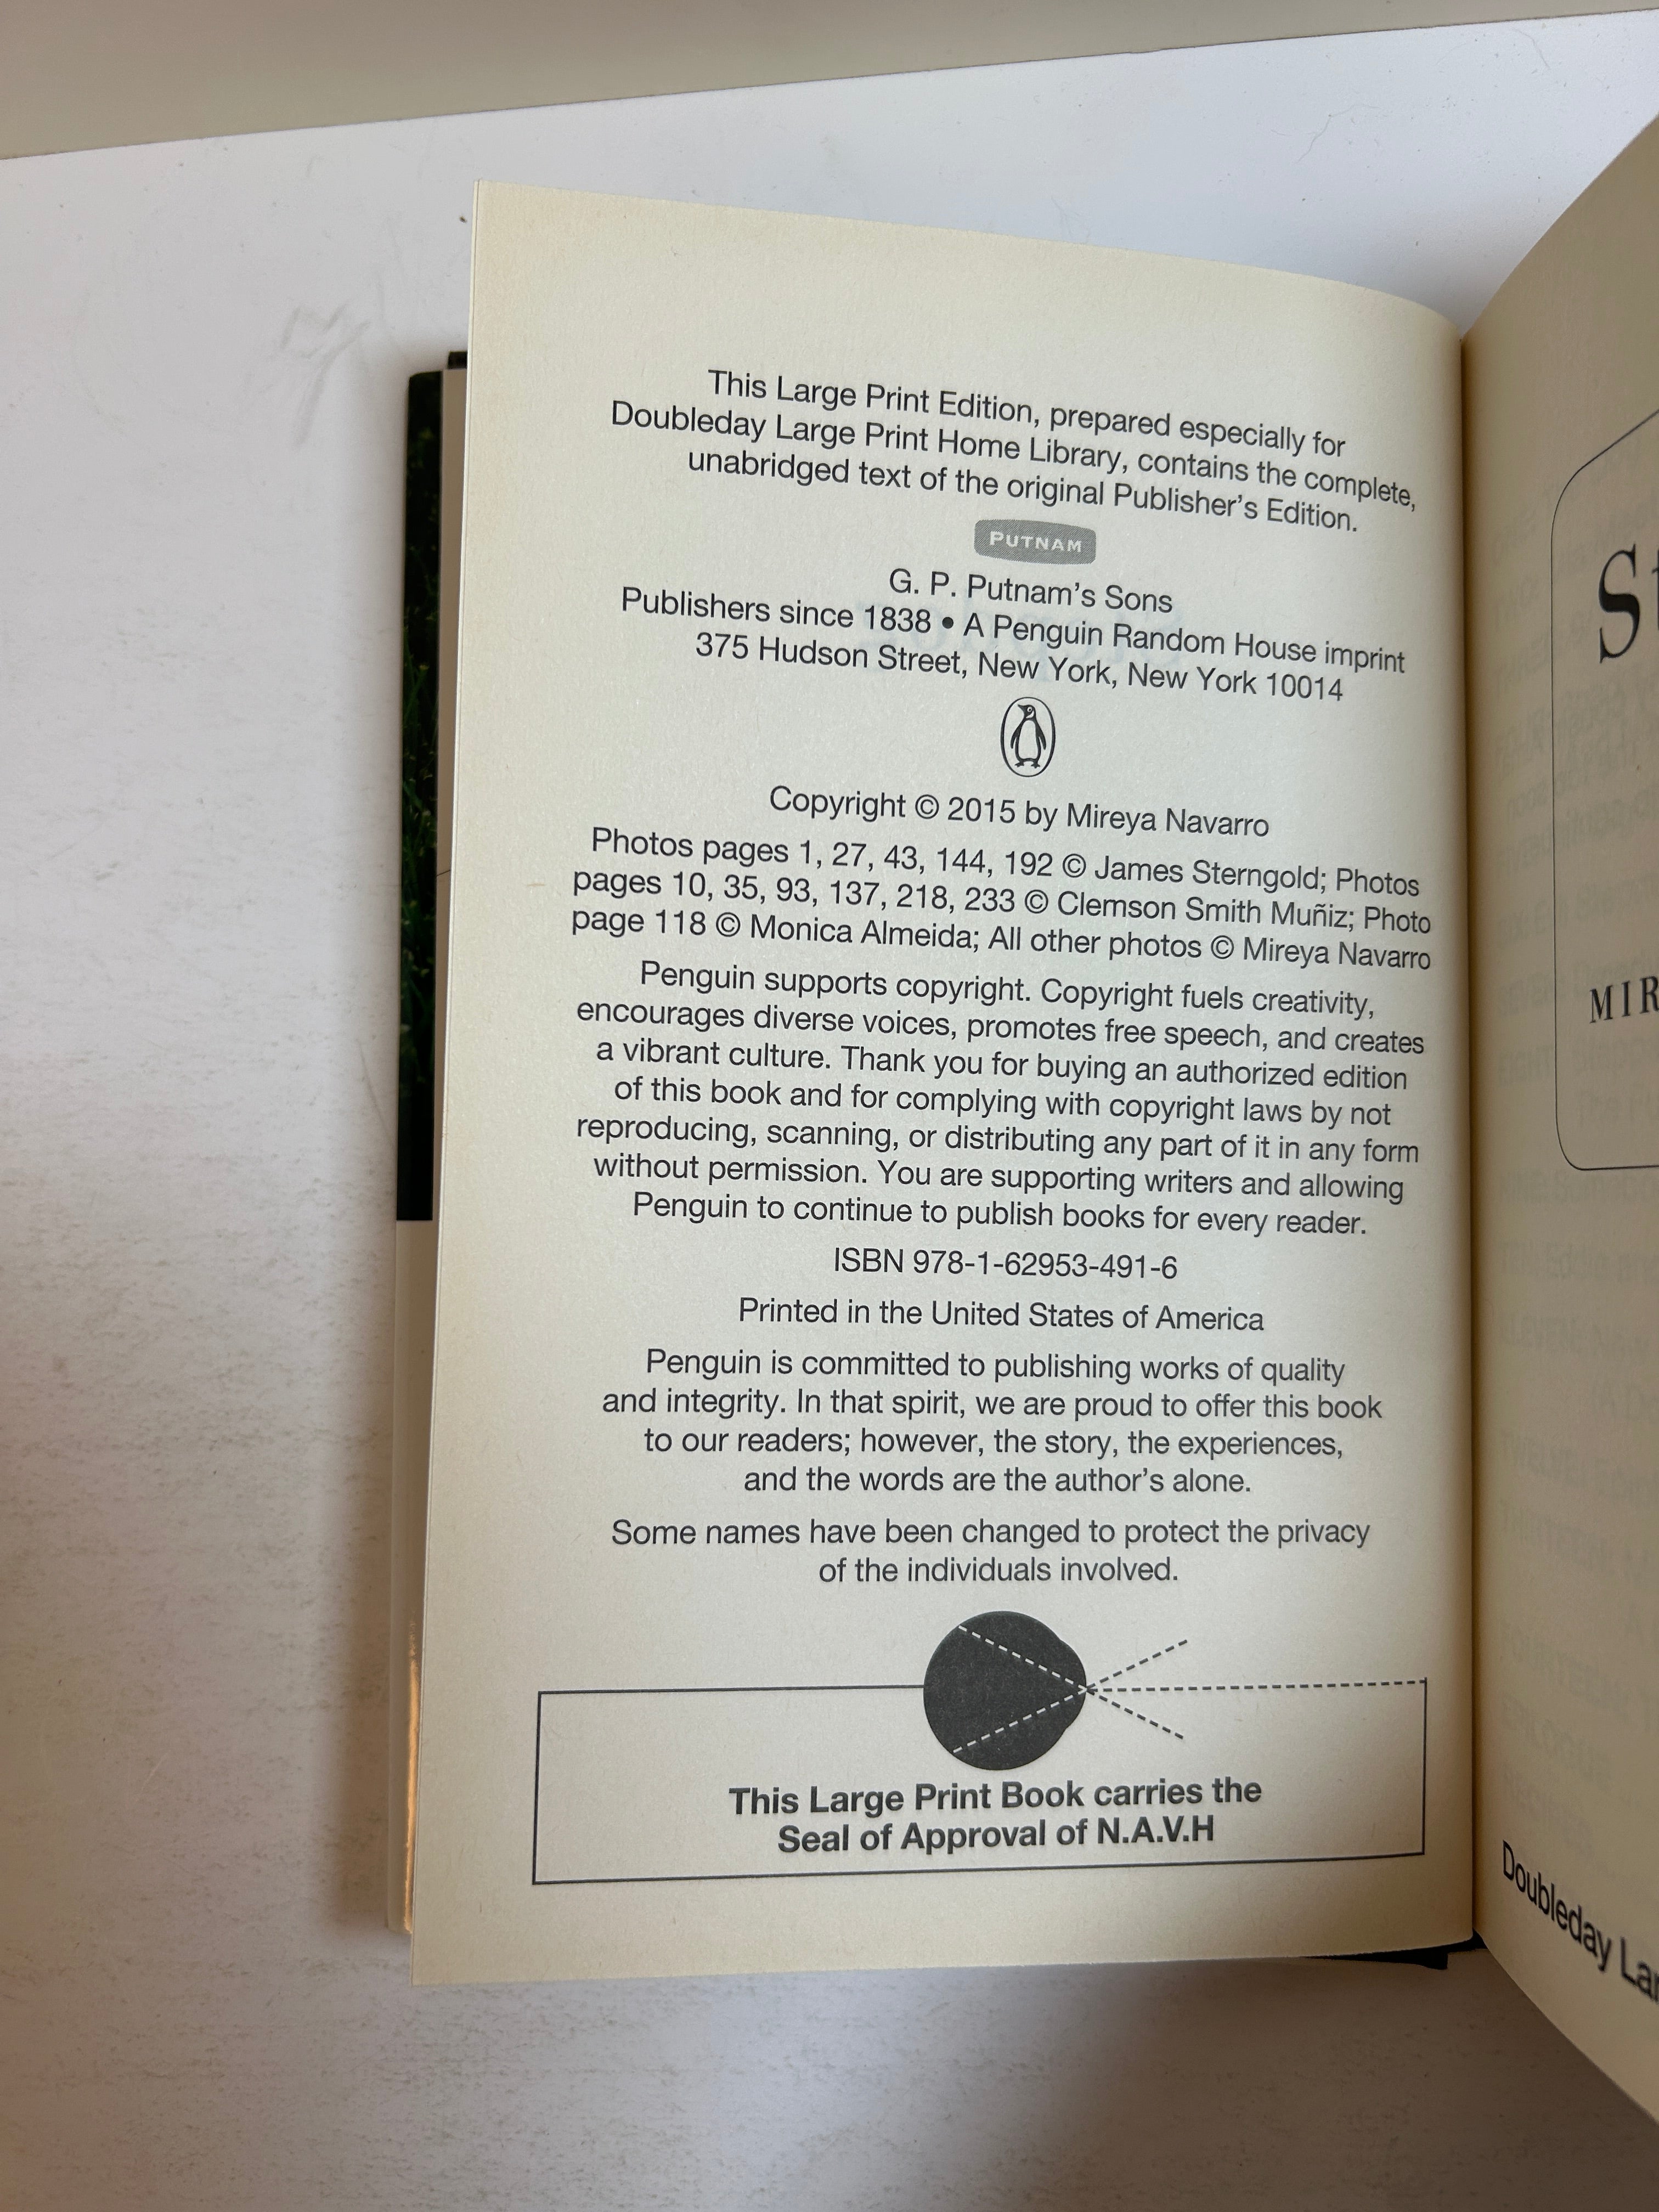 This Large Print Edition, prepared especially for
Doubleday Large Print Home Library, contains the complete,
unabridged text of the original Publisher's Edition.
PUTNAM
G. P. Putnam's Sons
Publishers since 1838 • A Penguin Random House imprint
375 Hudson Street, New York, New York 10014
Copyright © 2015 by Mireya Navarro
Photos pages 1, 27, 43, 144, 192 © James Sterngold; Photos
pages 10, 35, 93, 137, 218, 233 © Clemson Smith Muñiz; Photo
page 118 © Monica Almeida; All other photos © Mireya Navarro
Penguin supports copyright. Copyright fuels creativity,
encourages diverse voices, promotes free speech, and creates
a vibrant culture. Thank you for buying an authorized edition
of this book and for complying with copyright laws by not
reproducing, scanning, or distributing any part of it in any form
without permission. You are supporting writers and allowing
Penguin to continue to publish books for every reader.
ISBN 978-1-62953-491-6
Printed in the United States of America
Penguin is committed to publishing works of quality
and integrity. In that spirit, we are proud to offer this book
to our readers; however, the story, the experiences,
and the words are the author's alone.
Some names have been changed to protect the privacy
of the individuals involved.
This Large Print Book carries the
Seal of Approval of N.A.V.H
St
MIR
Doubleday Lar